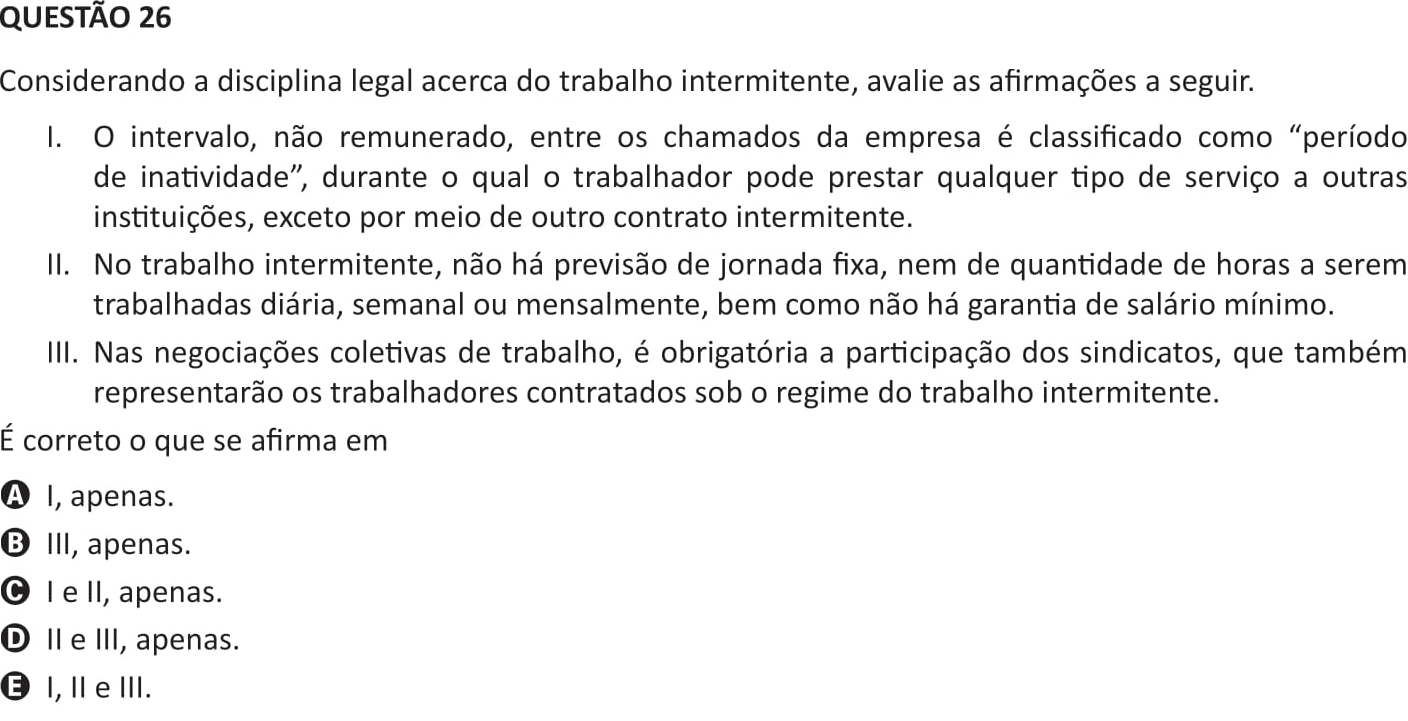 QUESTÃO 26
Considerando a disciplina legal acerca do trabalho intermitente, avalie as afirmações a seguir.
I. O intervalo, não remunerado, entre os chamados da empresa é classificado como “período
de inatividade”, durante o qual o trabalhador pode prestar qualquer tipo de serviço a outras
instituições, exceto por meio de outro contrato intermitente.
II. No trabalho intermitente, não há previsão de jornada fixa, nem de quantidade de horas a serem
trabalhadas diária, semanal ou mensalmente, bem como não há garantia de salário mínimo.
III. Nas negociações coletivas de trabalho, é obrigatória a participação dos sindicatos, que também
representarão os trabalhadores contratados sob o regime do trabalho intermitente.
É correto o que se afirma em
A I, apenas.
B III, apenas.
C I e II, apenas.
D II e III, apenas.
E I, II e III.